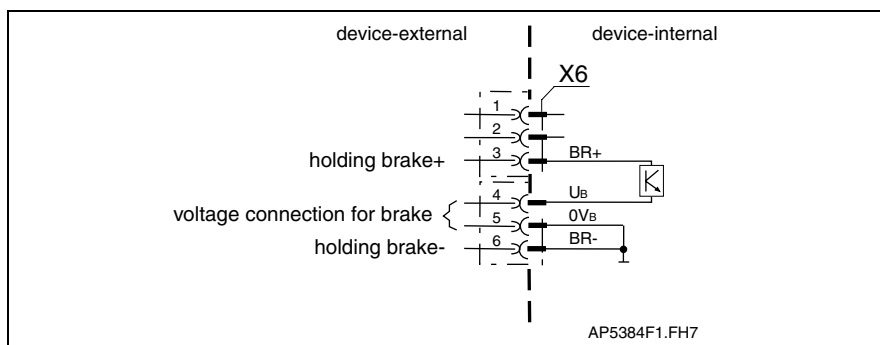 device-external
device-internal
X6
1
2
holding brake+
3
BR+
4
UB
voltage connection for brake
5
0VB
holding brake-
6
BR-
AP5384F1.FH7